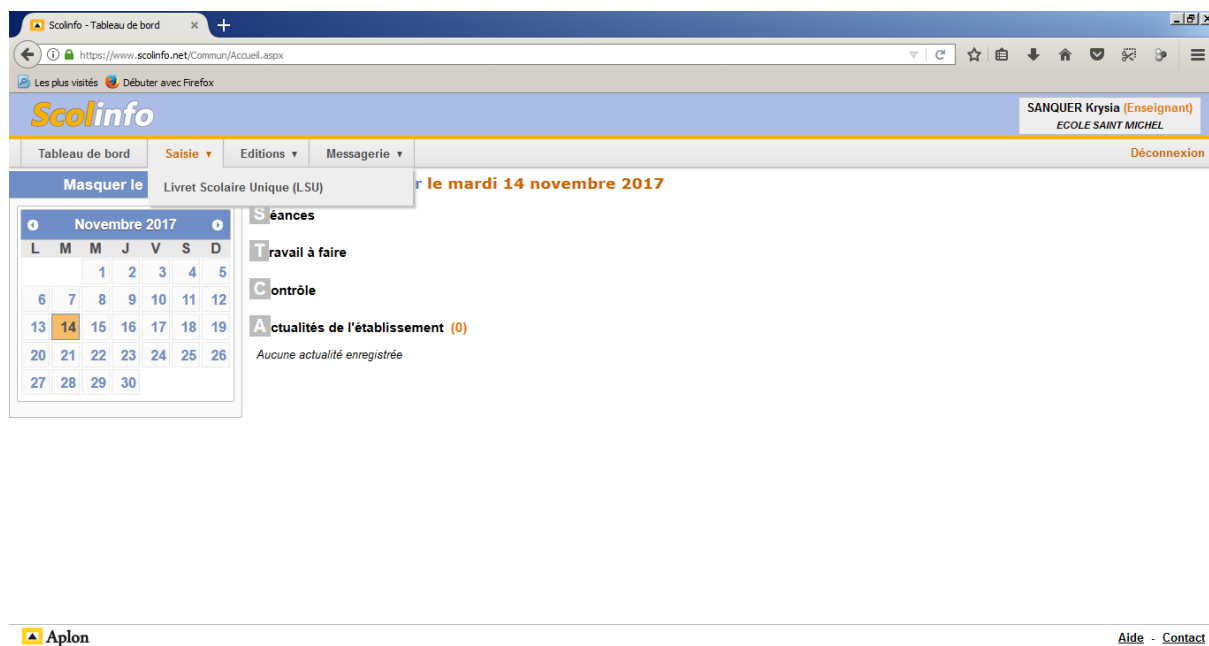 Scolinfo - Tableau de bord
https://www.scolinfo.net/Commun/Accueil.aspx
Les plus visités Débuter avec Firefox
Scolinfo
SANQUER Krysia (Enseignant)
ECOLE SAINT MICHEL
Tableau de bord Saisie Editions Messagerie Déconnexion
Masquer le r le mardi 14 novembre 2017
Livret Scolaire Unique (LSU)
Novembre 2017
L M M J V S D
1 2 3 4 5
6 7 8 9 10 11 12
13 14 15 16 17 18 19
20 21 22 23 24 25 26
27 28 29 30
Séances
Travail à faire
Contrôle
Actualités de l'établissement (0)
Aucune actualité enregistrée
Aplon
Aide - Contact